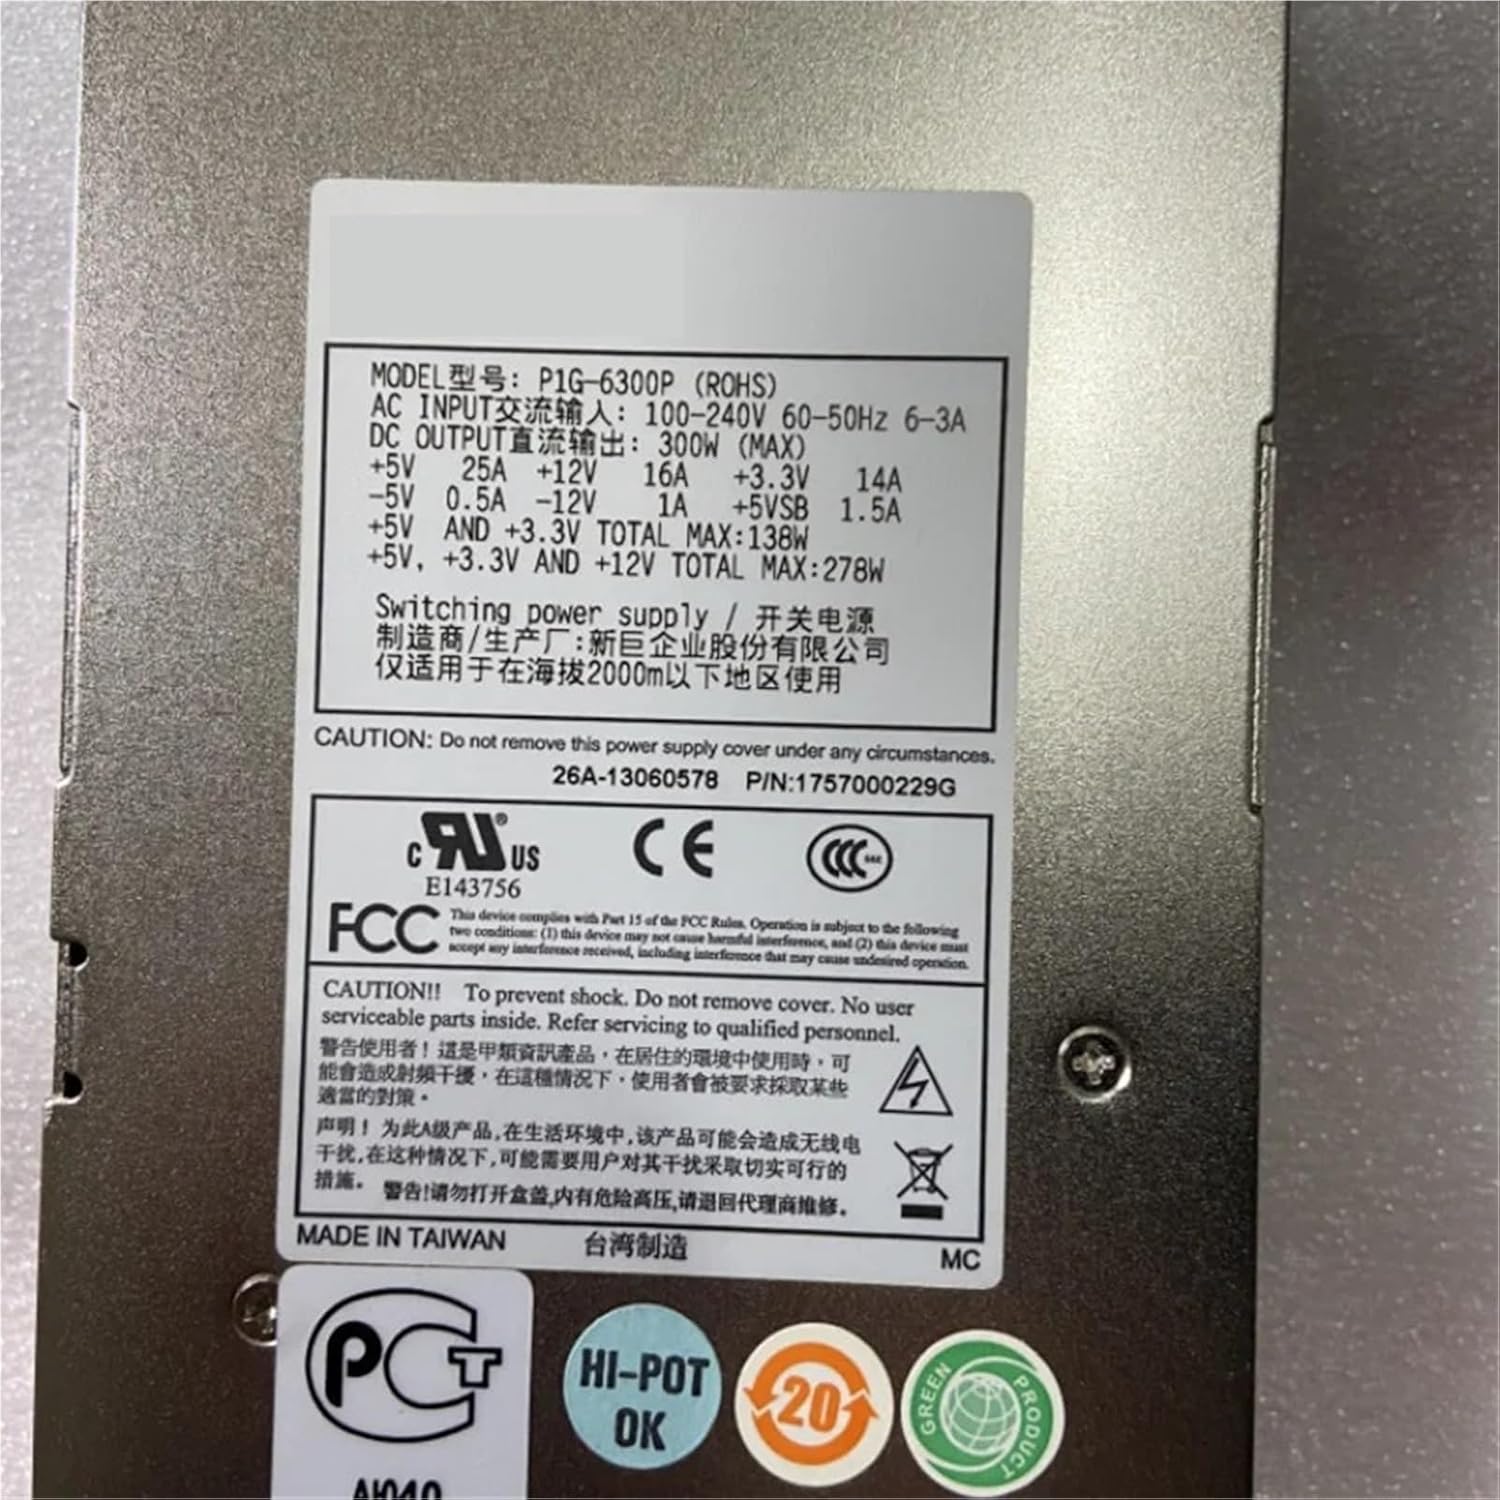 MODEL型号: P1G-6300P (ROHS)
AC INPUT交流输入: 100-240V 60-50Hz 6-3A
DC OUTPUT直流输出: 300W (MAX)
+5V 25A +12V 16A +3.3V 14A
-5V 0.5A -12V 1A +5VSB 1.5A
+5V AND +3.3V TOTAL MAX:138W
+5V, +3.3V AND +12V TOTAL MAX:278W
Switching power supply / 开关电源
制造商/生产厂:新巨企业股份有限公司
仅适用于在海拔2000m以下地区使用
CAUTION: Do not remove this power supply cover under any circumstances.
26A-13060578 P/N:1757000229G
c RU ® US
E143756
CE
CCC
FCC
This device complies with Part 15 of the FCC Rules. Operation is subject to the following
two conditions: (1) this device may not cause harmful interference, and (2) this device must
accept any interference received, including interference that may cause undesired operation.
CAUTION!! To prevent shock. Do not remove cover. No user
serviceable parts inside. Refer servicing to qualified personnel.
警告使用者！這是甲類資訊產品，在居住的環境中使用時，可
能會造成射頻干擾，在這種情況下，使用者會被要求採取某些
適當的對策。
声明！为此A级产品,在生活环境中,该产品可能会造成无线电
干扰,在这种情况下,可能需要用户对其干扰采取切实可行的
措施。 警告!请勿打开盒盖,内有危险高压,请退回代理商维修。
MADE IN TAIWAN 台湾制造 MC
PCT
HI-POT
OK
20
GREEN PRODUCT